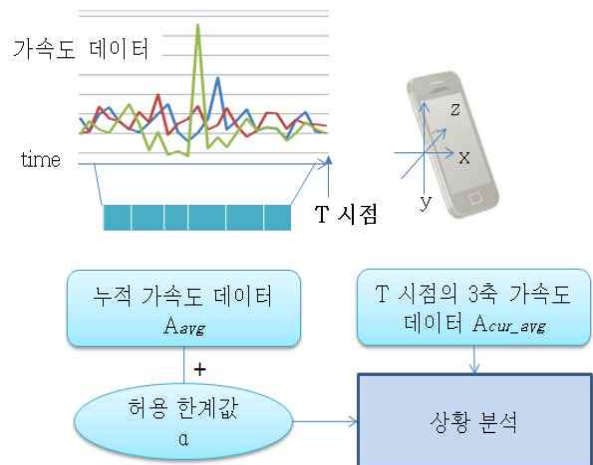 가속도 데이터
time
T 시점
z
x
y
누적 가속도 데이터
Aavg
+
허용 한계값
α
T 시점의 3축 가속도
데이터 Acur_avg
상황 분석